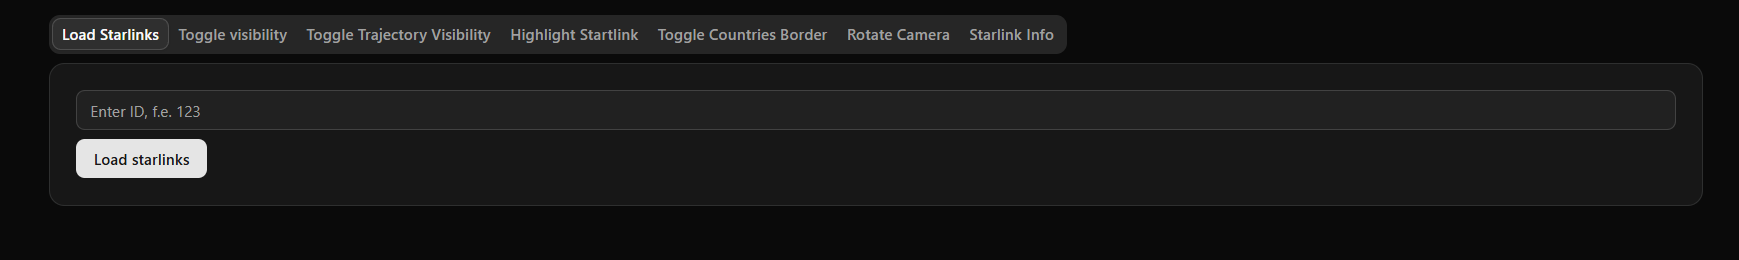 Load Starlinks Toggle visibility Toggle Trajectory Visibility Highlight Startlink Toggle Countries Border Rotate Camera Starlink Info
Enter ID, f.e. 123
Load starlinks